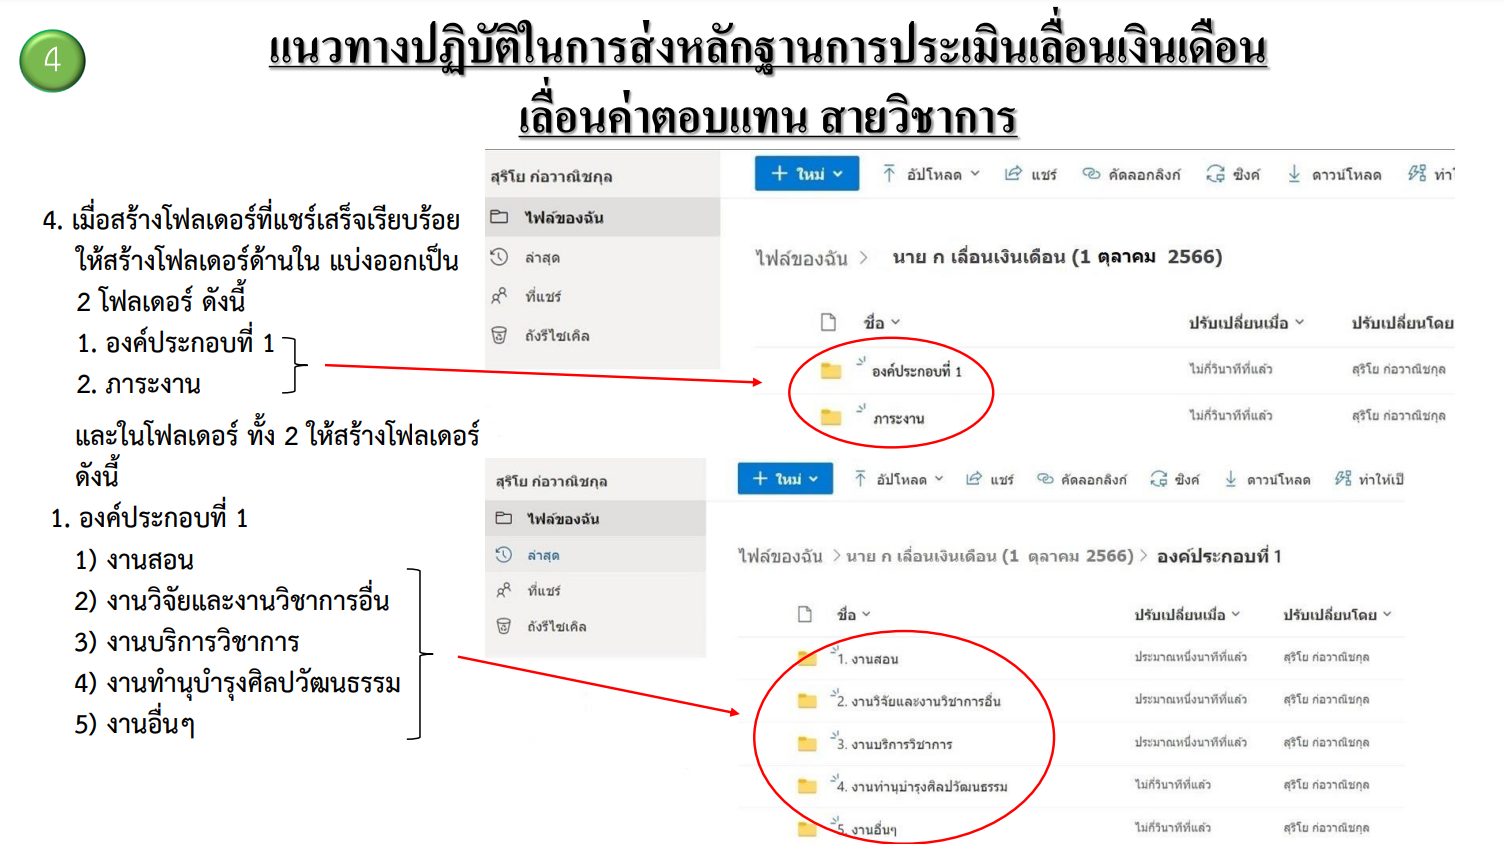 4
แนวทางปฏิบัติในการส่งหลักฐานการประเมินเลื่อนเงินเดือน
เลื่อนค่าตอบแทน สายวิชาการ
4. เมื่อสร้างโฟลเดอร์ที่แชร์เสร็จเรียบร้อย
ให้สร้างโฟลเดอร์ด้านใน แบ่งออกเป็น
2 โฟลเดอร์ ดังนี้
1. องค์ประกอบที่ 1
2. ภาระงาน
และในโฟลเดอร์ ทั้ง 2 ให้สร้างโฟลเดอร์
ดังนี้
1. องค์ประกอบที่ 1
1) งานสอน
2) งานวิจัยและงานวิชาการอื่น
3) งานบริการวิชาการ
4) งานทำนุบำรุงศิลปวัฒนธรรม
5) งานอื่นๆ
สุริโย ก่อวาณิชกุล
ไฟล์ของฉัน
ล่าสุด
ที่แชร์
ถังรีไซเคิล
+ ใหม่ อัปโหลด แชร์ คัดลอกลิงก์ ซิงค์ ดาวน์โหลด ทำ
ไฟล์ของฉัน > นาย ก เลื่อนเงินเดือน (1 ตุลาคม 2566)
ชื่อ ปรับเปลี่ยนเมื่อ ปรับเปลี่ยนโดย
องค์ประกอบที่ 1 ไม่กี่วินาทีที่แล้ว สุริโย ก่อวาณิชกุล
ภาระงาน ไม่กี่วินาทีที่แล้ว สุริโย ก่อวาณิชกุล
สุริโย ก่อวาณิชกุล
ไฟล์ของฉัน
ล่าสุด
ที่แชร์
ถังรีไซเคิล
+ ใหม่ อัปโหลด แชร์ คัดลอกลิงก์ ซิงค์ ดาวน์โหลด ทำให้เป็
ไฟล์ของฉัน > นาย ก เลื่อนเงินเดือน (1 ตุลาคม 2566) > องค์ประกอบที่ 1
ชื่อ ปรับเปลี่ยนเมื่อ ปรับเปลี่ยนโดย
1. งานสอน ประมาณหนึ่งนาทีที่แล้ว สุริโย ก่อวาณิชกุล
2. งานวิจัยและงานวิชาการอื่น ประมาณหนึ่งนาทีที่แล้ว สุริโย ก่อวาณิชกุล
3. งานบริการวิชาการ ประมาณหนึ่งนาทีที่แล้ว สุริโย ก่อวาณิชกุล
4. งานทำนุบำรุงศิลปวัฒนธรรม ไม่กี่วินาทีที่แล้ว สุริโย ก่อวาณิชกุล
5. งานอื่นๆ ไม่กี่วินาทีที่แล้ว สุริโย ก่อวาณิชกุล